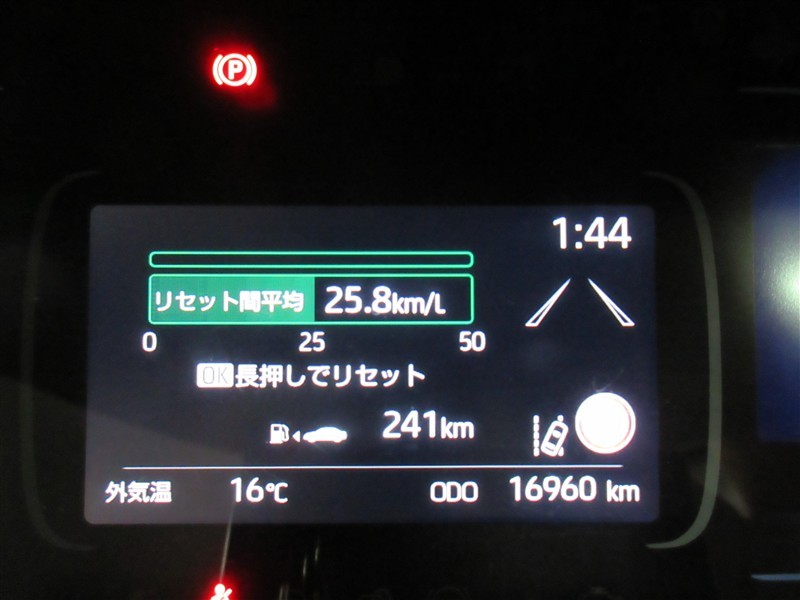 P
1:44
リセット間平均 25.8km/L
0 25 50
OK長押しでリセット
241km
外気温 16℃ ODO 16960 km